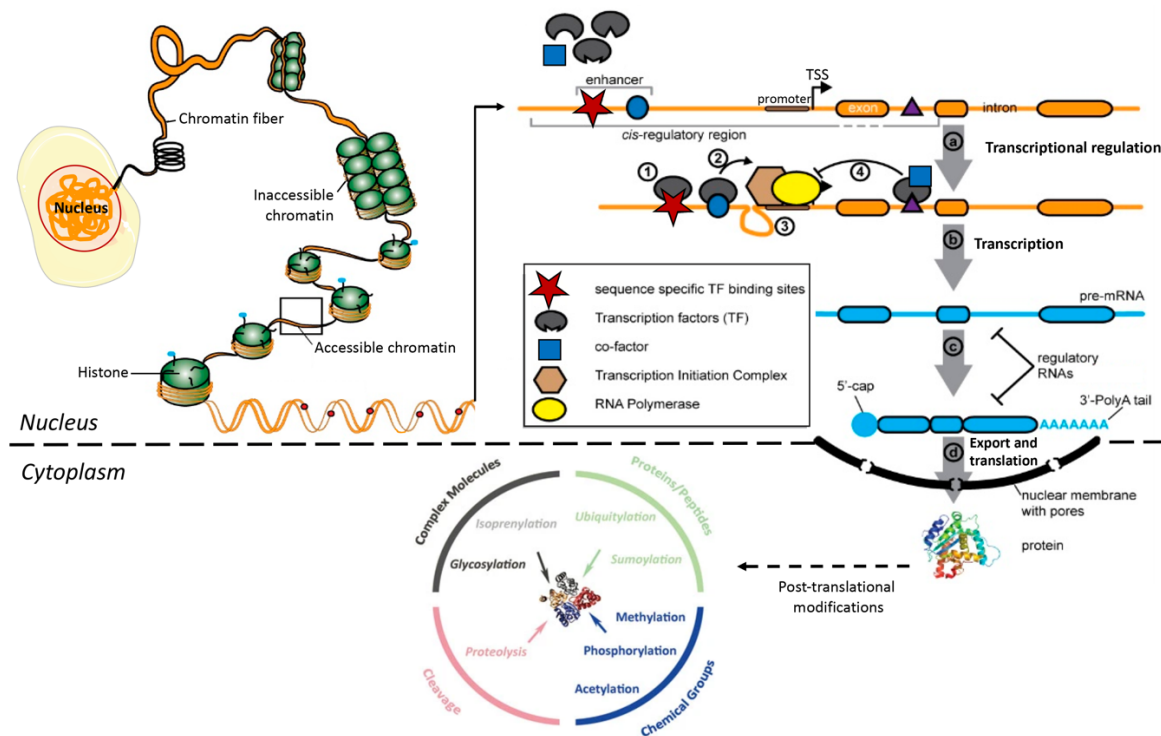 Chromatin fiber
Nucleus
Inaccessible
chromatin
Accessible chromatin
Histone
Nucleus
Cytoplasm
enhancer
promoter
TSS
exon
intron
cis-regulatory region
a
Transcriptional regulation
1
2
3
4
b
Transcription
sequence specific TF binding sites
Transcription factors (TF)
co-factor
Transcription Initiation Complex
RNA Polymerase
pre-mRNA
c
regulatory
RNAs
5'-cap
3'-PolyA tail
AAAAAAA
d
Export and
translation
nuclear membrane
with pores
protein
Post-translational
modifications
Complex Molecules
Isoprenylation
Glycosylation
Proteins/Peptides
Ubiquitylation
Sumoylation
Cleavage
Proteolysis
Chemical Groups
Methylation
Phosphorylation
Acetylation